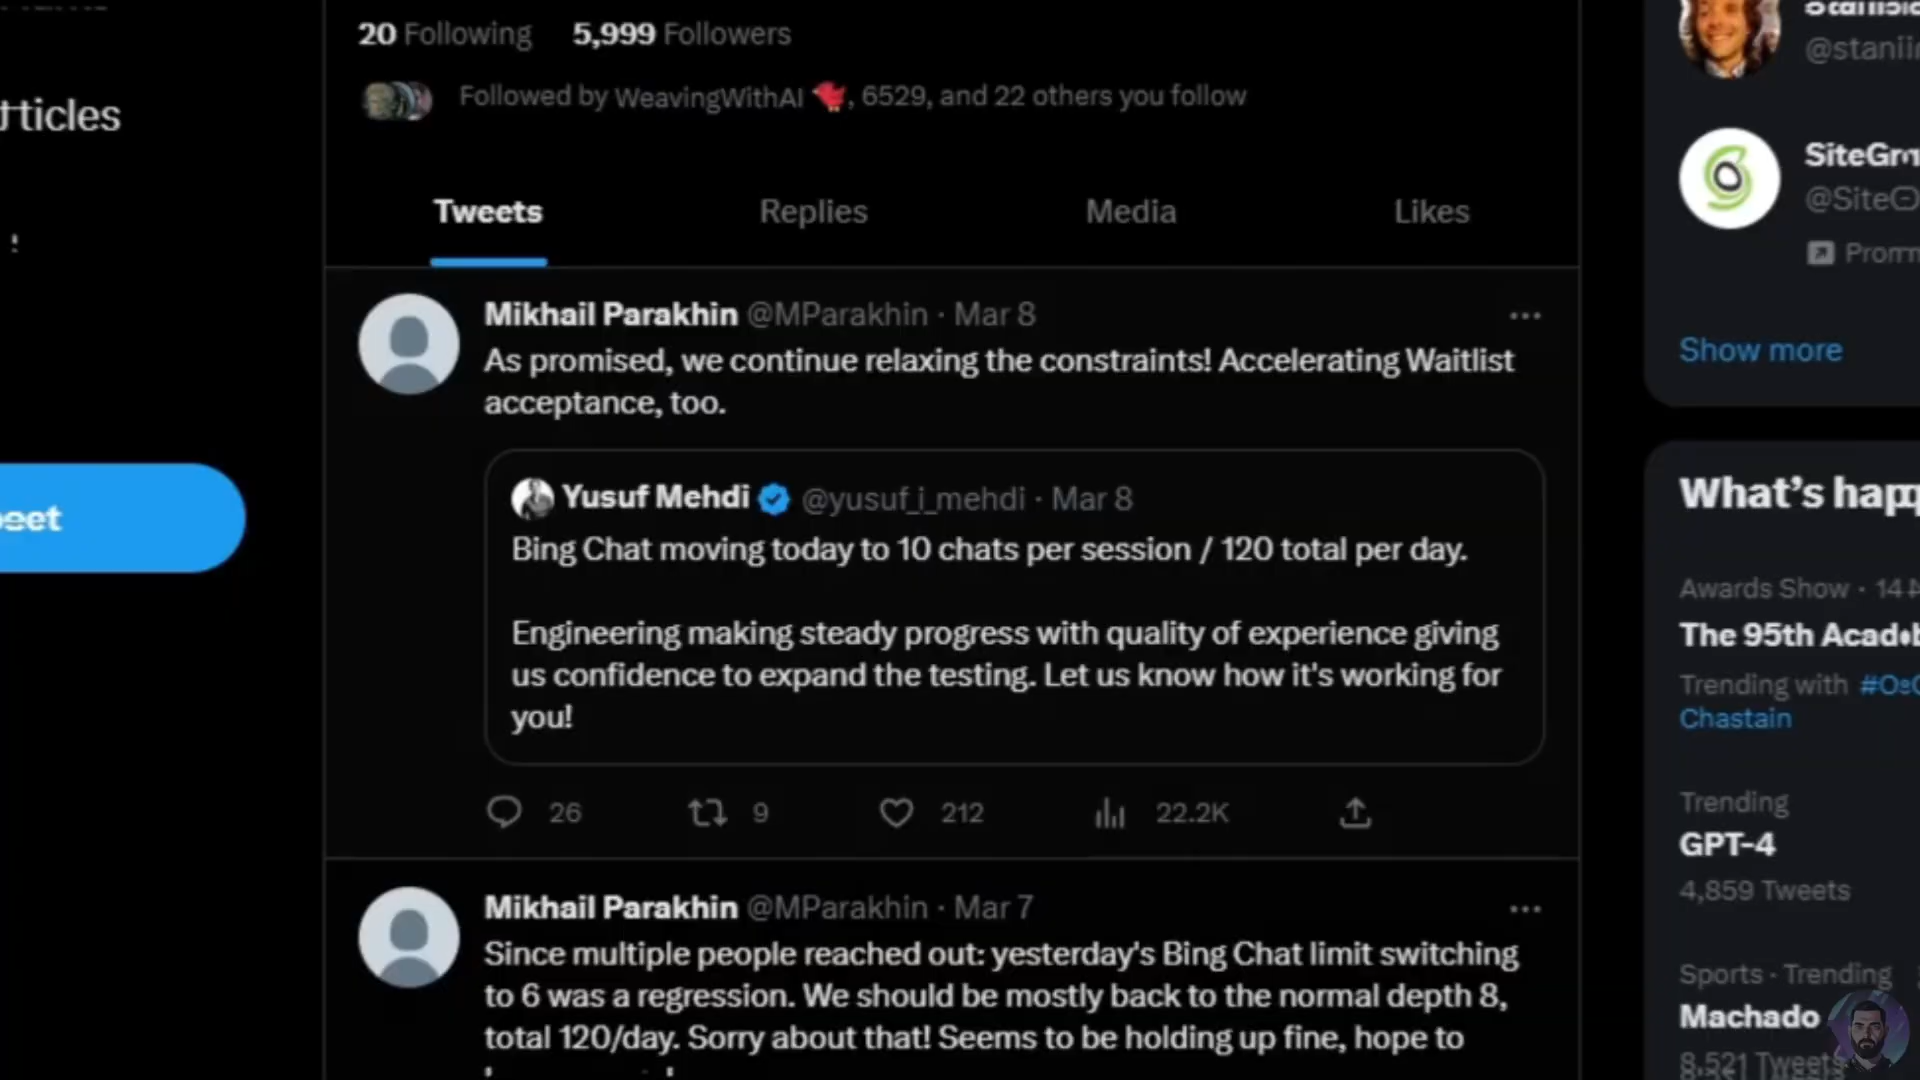 20 Following 5,999 Followers
Followed by WeavingWithAI, 6529, and 22 others you follow
Tweets Replies Media Likes
Mikhail Parakhin @MParakhin · Mar 8
As promised, we continue relaxing the constraints! Accelerating Waitlist
acceptance, too.
Yusuf Mehdi @yusuf_i_mehdi · Mar 8
Bing Chat moving today to 10 chats per session / 120 total per day.
Engineering making steady progress with quality of experience giving
us confidence to expand the testing. Let us know how it's working for
you!
26 9 212 22.2K
Mikhail Parakhin @MParakhin · Mar 7
Since multiple people reached out: yesterday's Bing Chat limit switching
to 6 was a regression. We should be mostly back to the normal depth 8,
total 120/day. Sorry about that! Seems to be holding up fine, hope to
Show more
What's
Awards Show · 14
The 95th
Trending with
Chastain
Trending
GPT-4
4,859 Tweets
Sports · Trending
Machado
8,521 Tweets